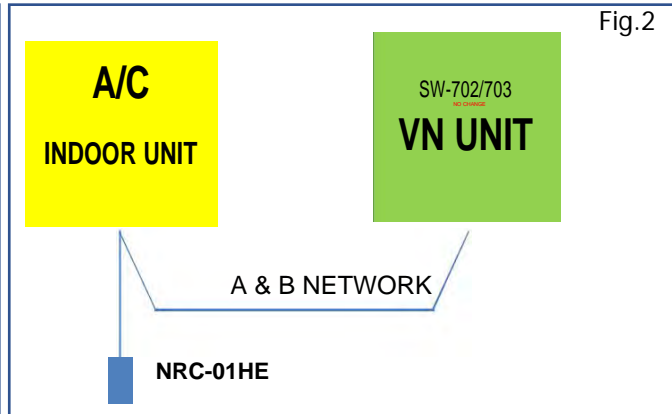 Fig.2
A/C
INDOOR UNIT
SW-702/703
NO CHANGE
VN UNIT
A & B NETWORK
NRC-01HE